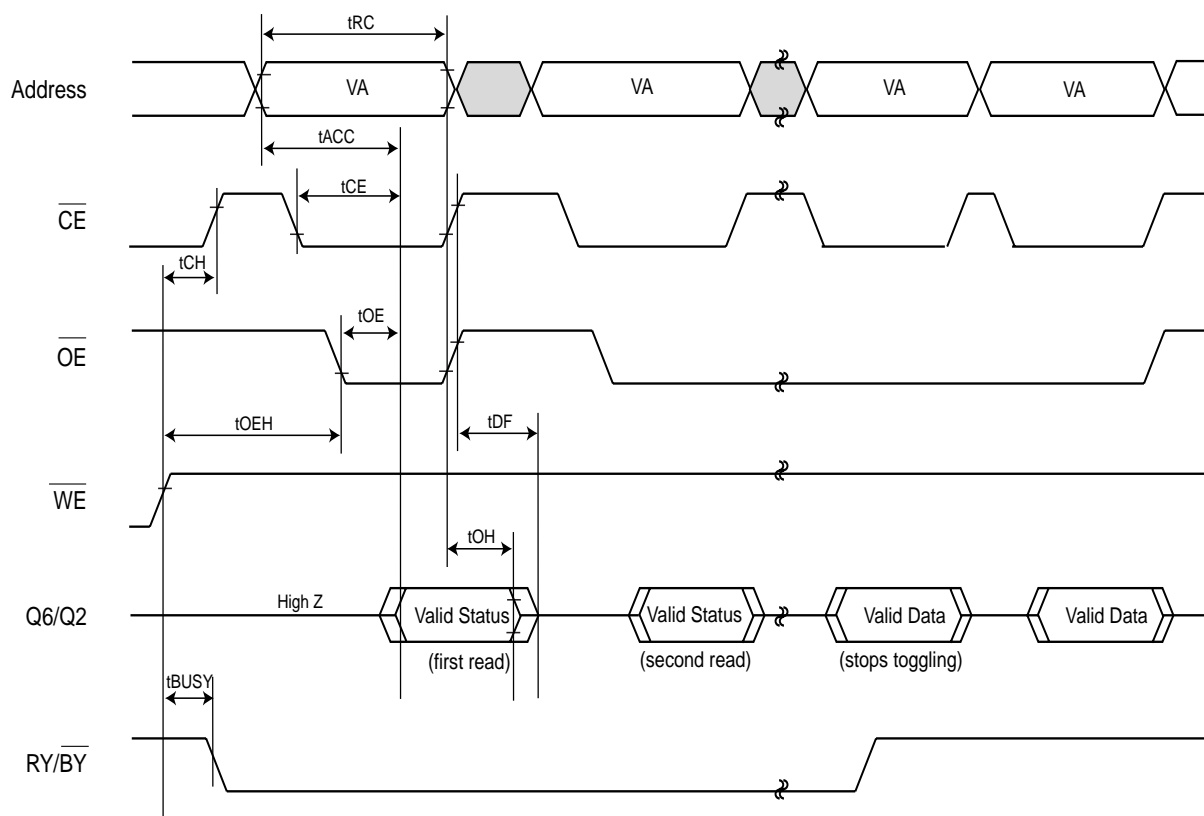 tRC
Address
VA
VA
VA
VA
tACC
tCE
CE
tCH
tOE
OE
tOEH
tDF
WE
tOH
Q6/Q2
High Z
Valid Status
Valid Status
Valid Data
Valid Data
(first read)
(second read)
(stops toggling)
tBUSY
RY/BY